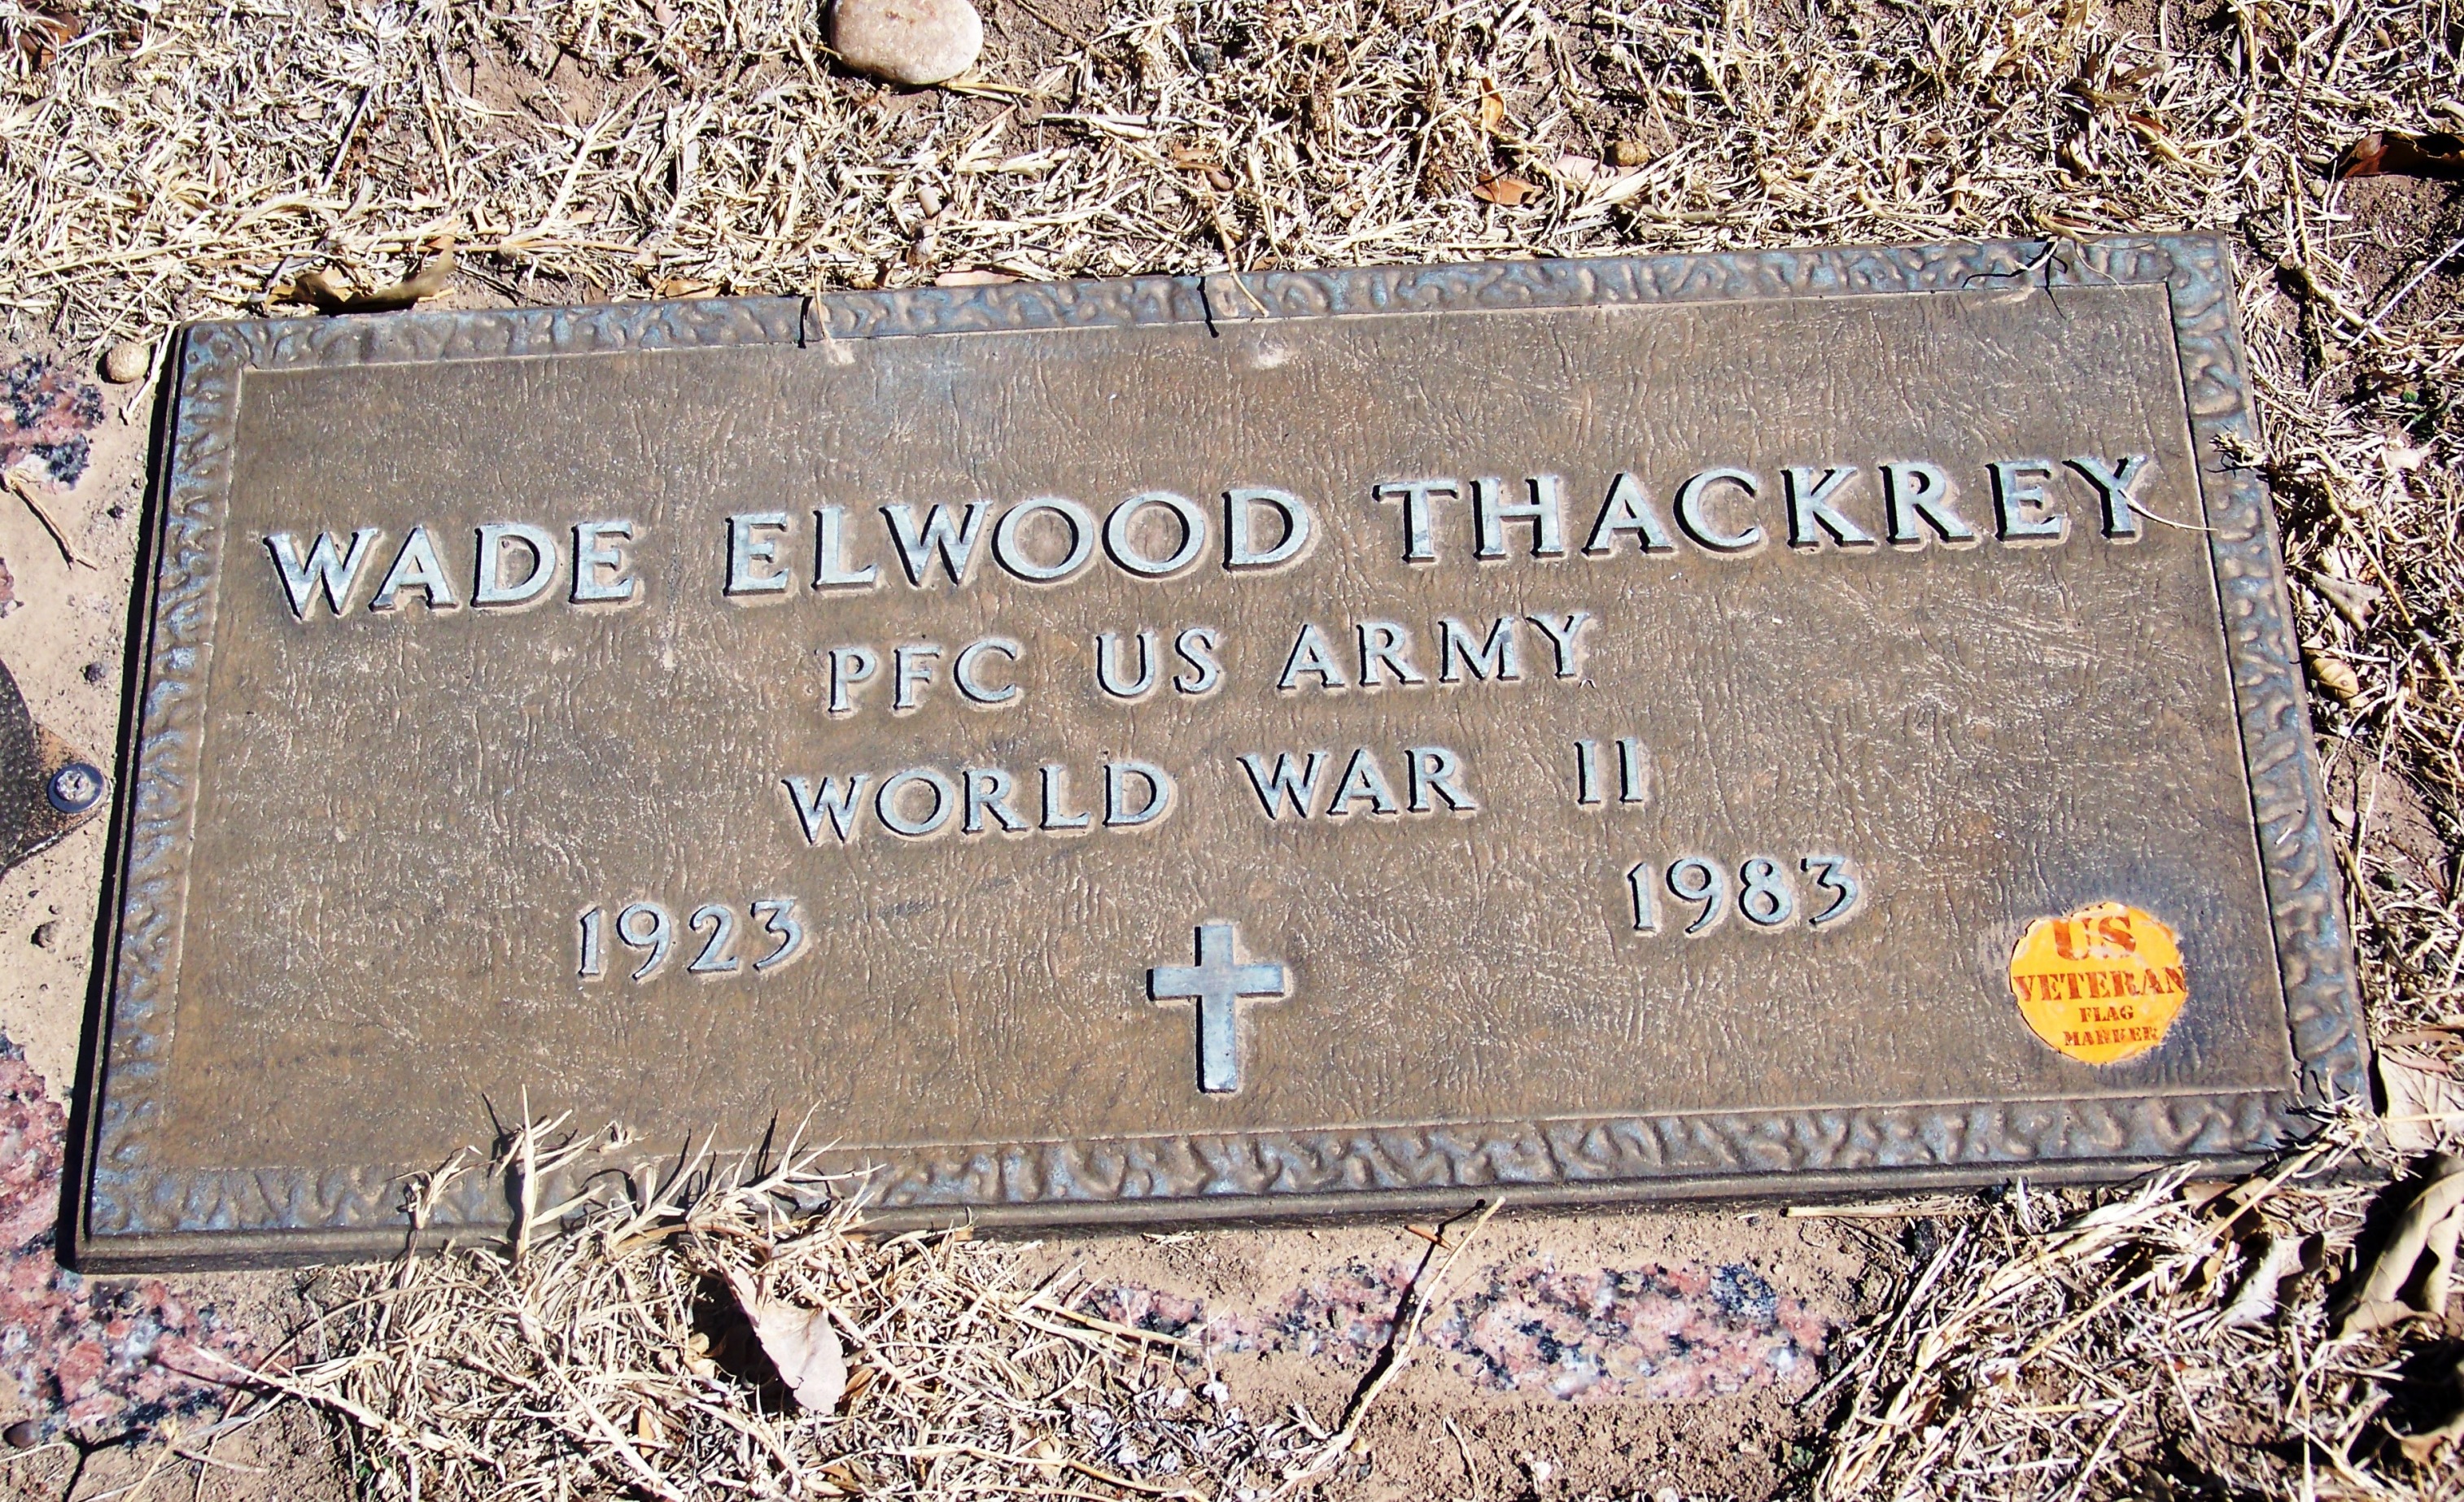 WADE ELWOOD THACKREY
PFC US ARMY
WORLD WAR II
1923 1983
US
VETERAN
FLAG
MARKER